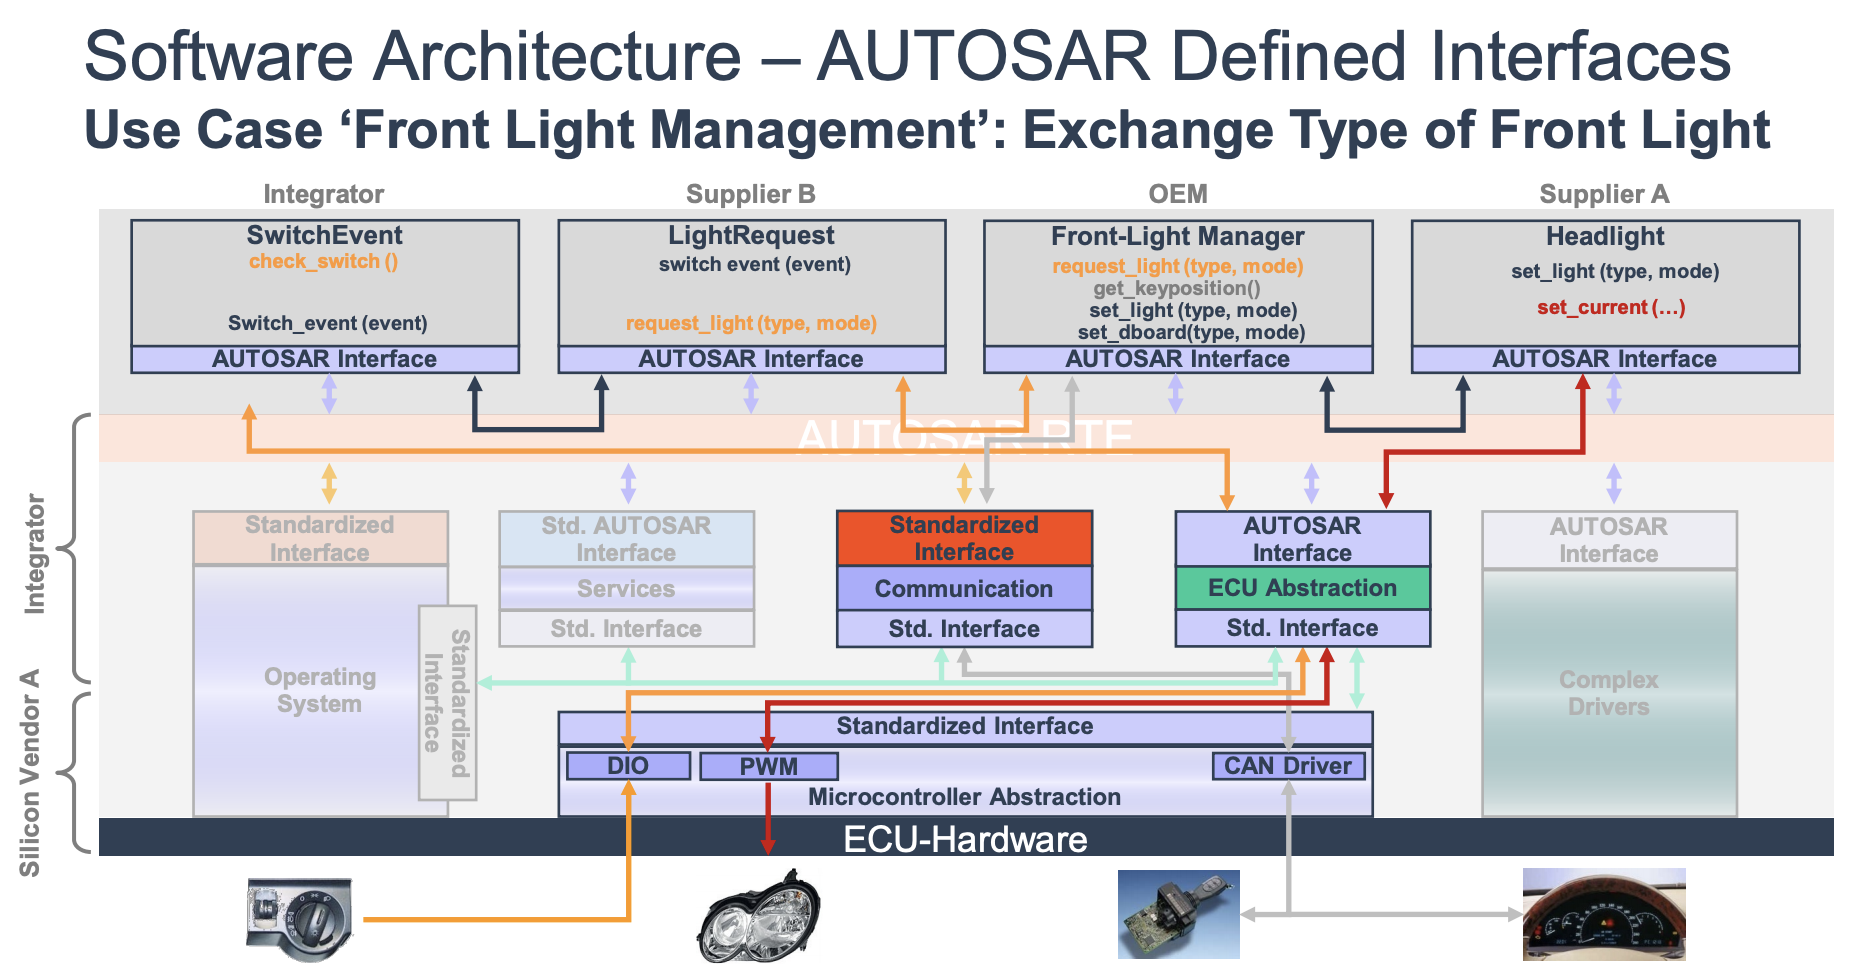 Software Architecture – AUTOSAR Defined Interfaces
Use Case ‘Front Light Management’: Exchange Type of Front Light
Integrator
Supplier B
OEM
Supplier A
SwitchEvent
check_switch ()
Switch_event (event)
AUTOSAR Interface
LightRequest
switch event (event)
request_light (type, mode)
AUTOSAR Interface
Front-Light Manager
request_light (type, mode)
get_keyposition()
set_light (type, mode)
set_dboard(type, mode)
AUTOSAR Interface
Headlight
set_light (type, mode)
set_current (…)
AUTOSAR Interface
AUTOSAR RTE
Integrator
Silicon Vendor A
Standardized
Interface
Operating
System
Standardized
Interface
Std. AUTOSAR
Interface
Services
Std. Interface
Standardized
Interface
Communication
Std. Interface
AUTOSAR
Interface
ECU Abstraction
Std. Interface
AUTOSAR
Interface
Complex
Drivers
Standardized Interface
DIO
PWM
CAN Driver
Microcontroller Abstraction
ECU-Hardware